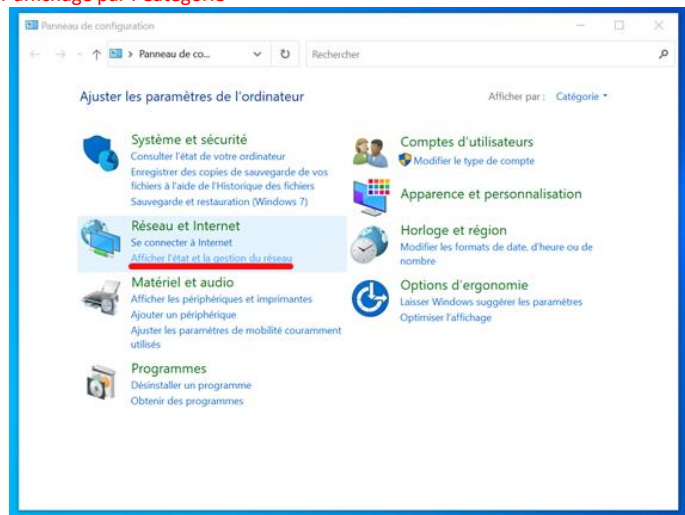 l'affichage par : Catégorie
Panneau de configuration
Panneau de co...
Rechercher
Ajuster les paramètres de l'ordinateur
Afficher par : Catégorie
Système et sécurité
Consulter l'état de votre ordinateur
Enregistrer des copies de sauvegarde de vos
fichiers à l'aide de l'Historique des fichiers
Sauvegarde et restauration (Windows 7)
Réseau et Internet
Se connecter à Internet
Afficher l'état et la gestion du réseau
Matériel et audio
Afficher les périphériques et imprimantes
Ajouter un périphérique
Ajuster les paramètres de mobilité couramment
utilisés
Programmes
Désinstaller un programme
Obtenir des programmes
Comptes d'utilisateurs
Modifier le type de compte
Apparence et personnalisation
Horloge et région
Modifier les formats de date, d'heure ou de
nombre
Options d'ergonomie
Laisser Windows suggérer les paramètres
Optimiser l'affichage